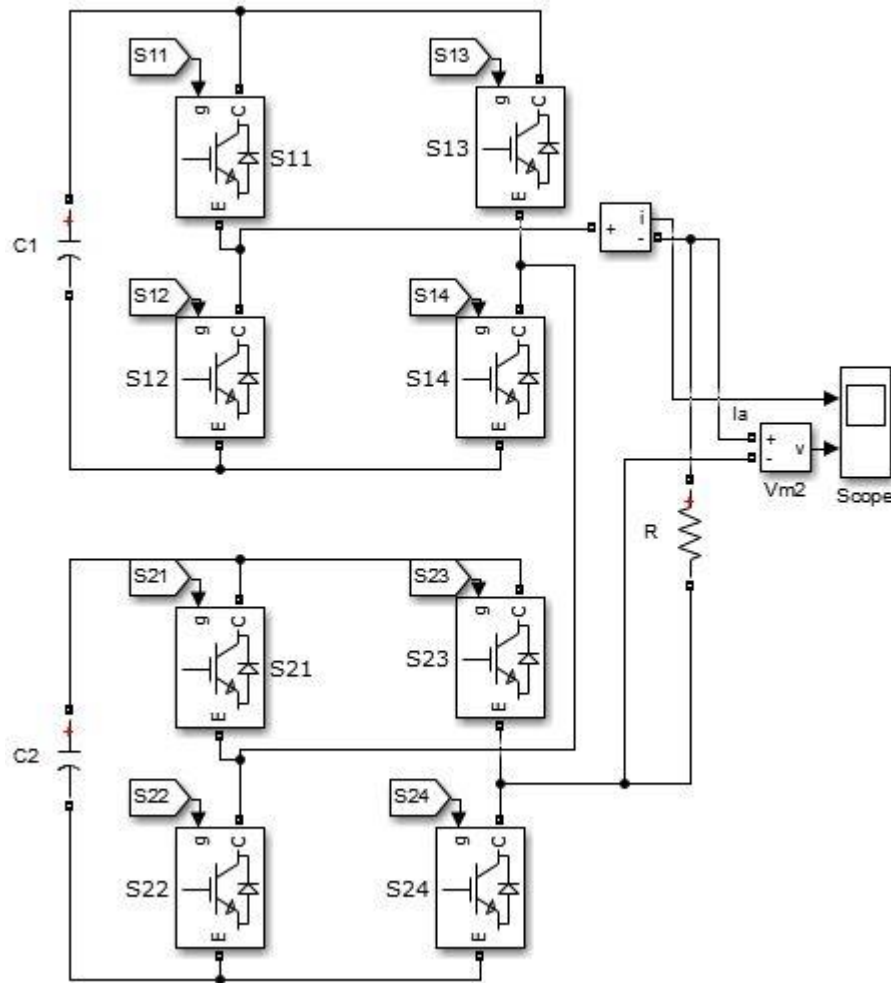 S11 S13
g C
g C
S11 S13
E
E
i
+
-
C1
S12 S14
g C g C
S12 S14
Ia
E E
+
v
-
Vm2 Scope
R
S21 S23
g C
g C
S21 S23
E
E
C2
S22 S24
g C g C
S22 S24
E E